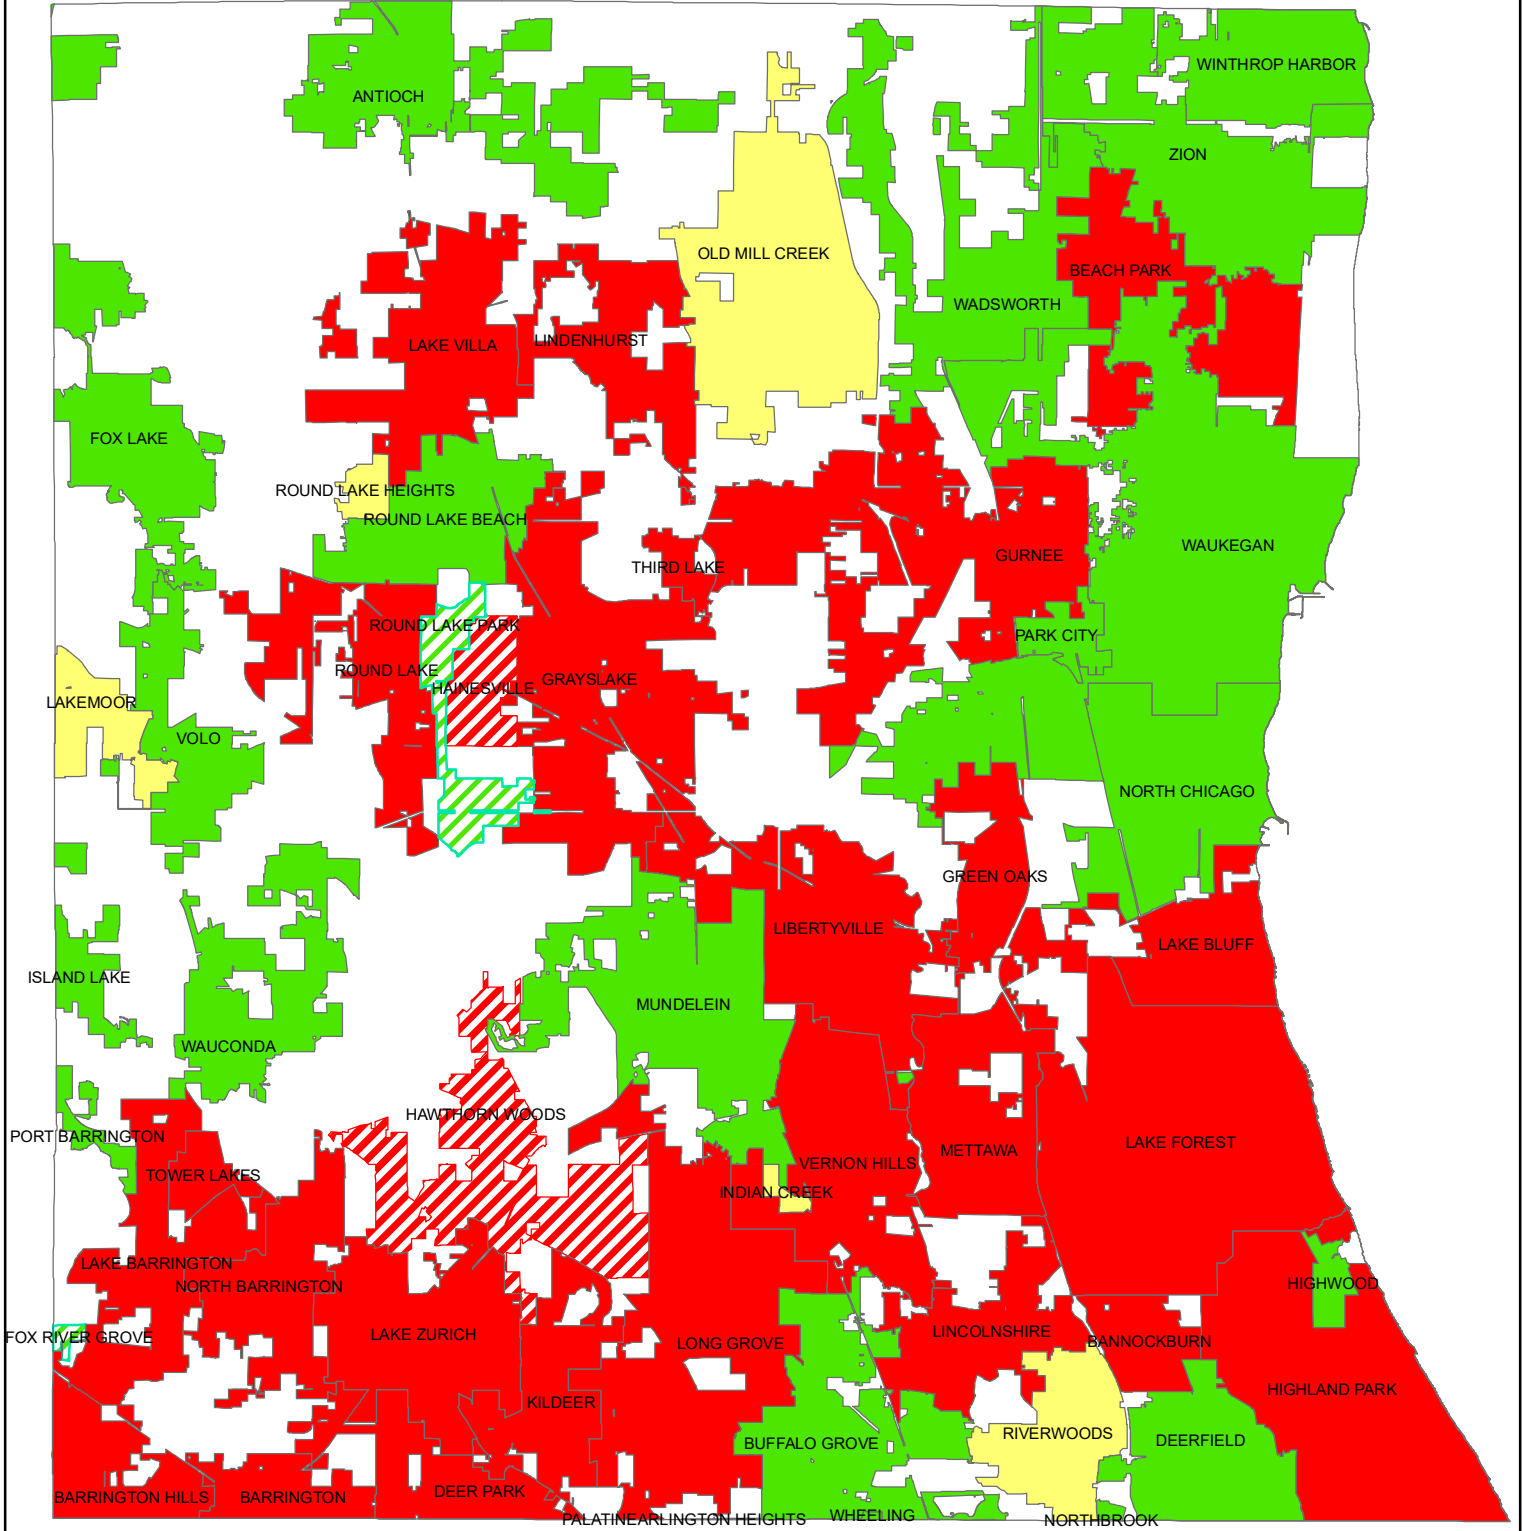 WINTHROP HARBOR
ANTIOCH
ZION
OLD MILL CREEK
BEACH PARK
WADSWORTH
LINDENHURST
LAKE VILLA
FOX LAKE
ROUND LAKE HEIGHTS
ROUND LAKE BEACH
WAUKEGAN
GURNEE
THIRD LAKE
ROUND LAKE PARK
PARK CITY
ROUND LAKE
GRAYSLAKE
HAINESVILLE
LAKEMOOR
VOLO
NORTH CHICAGO
GREEN OAKS
LIBERTYVILLE
LAKE BLUFF
ISLAND LAKE
MUNDELEIN
WAUCONDA
HAWTHORN WOODS
PORT BARRINGTON
LAKE FOREST
METTAWA
VERNON HILLS
TOWER LAKES
INDIAN CREEK
LAKE BARRINGTON
HIGHWOOD
NORTH BARRINGTON
FOX RIVER GROVE
LAKE ZURICH
LINCOLNSHIRE
LONG GROVE
BANNOCKBURN
HIGHLAND PARK
KILDEER
RIVERWOODS
BUFFALO GROVE
DEERFIELD
DEER PARK
BARRINGTON HILLS
BARRINGTON
WHEELING
PALATINE
ARLINGTON HEIGHTS
NORTHBROOK